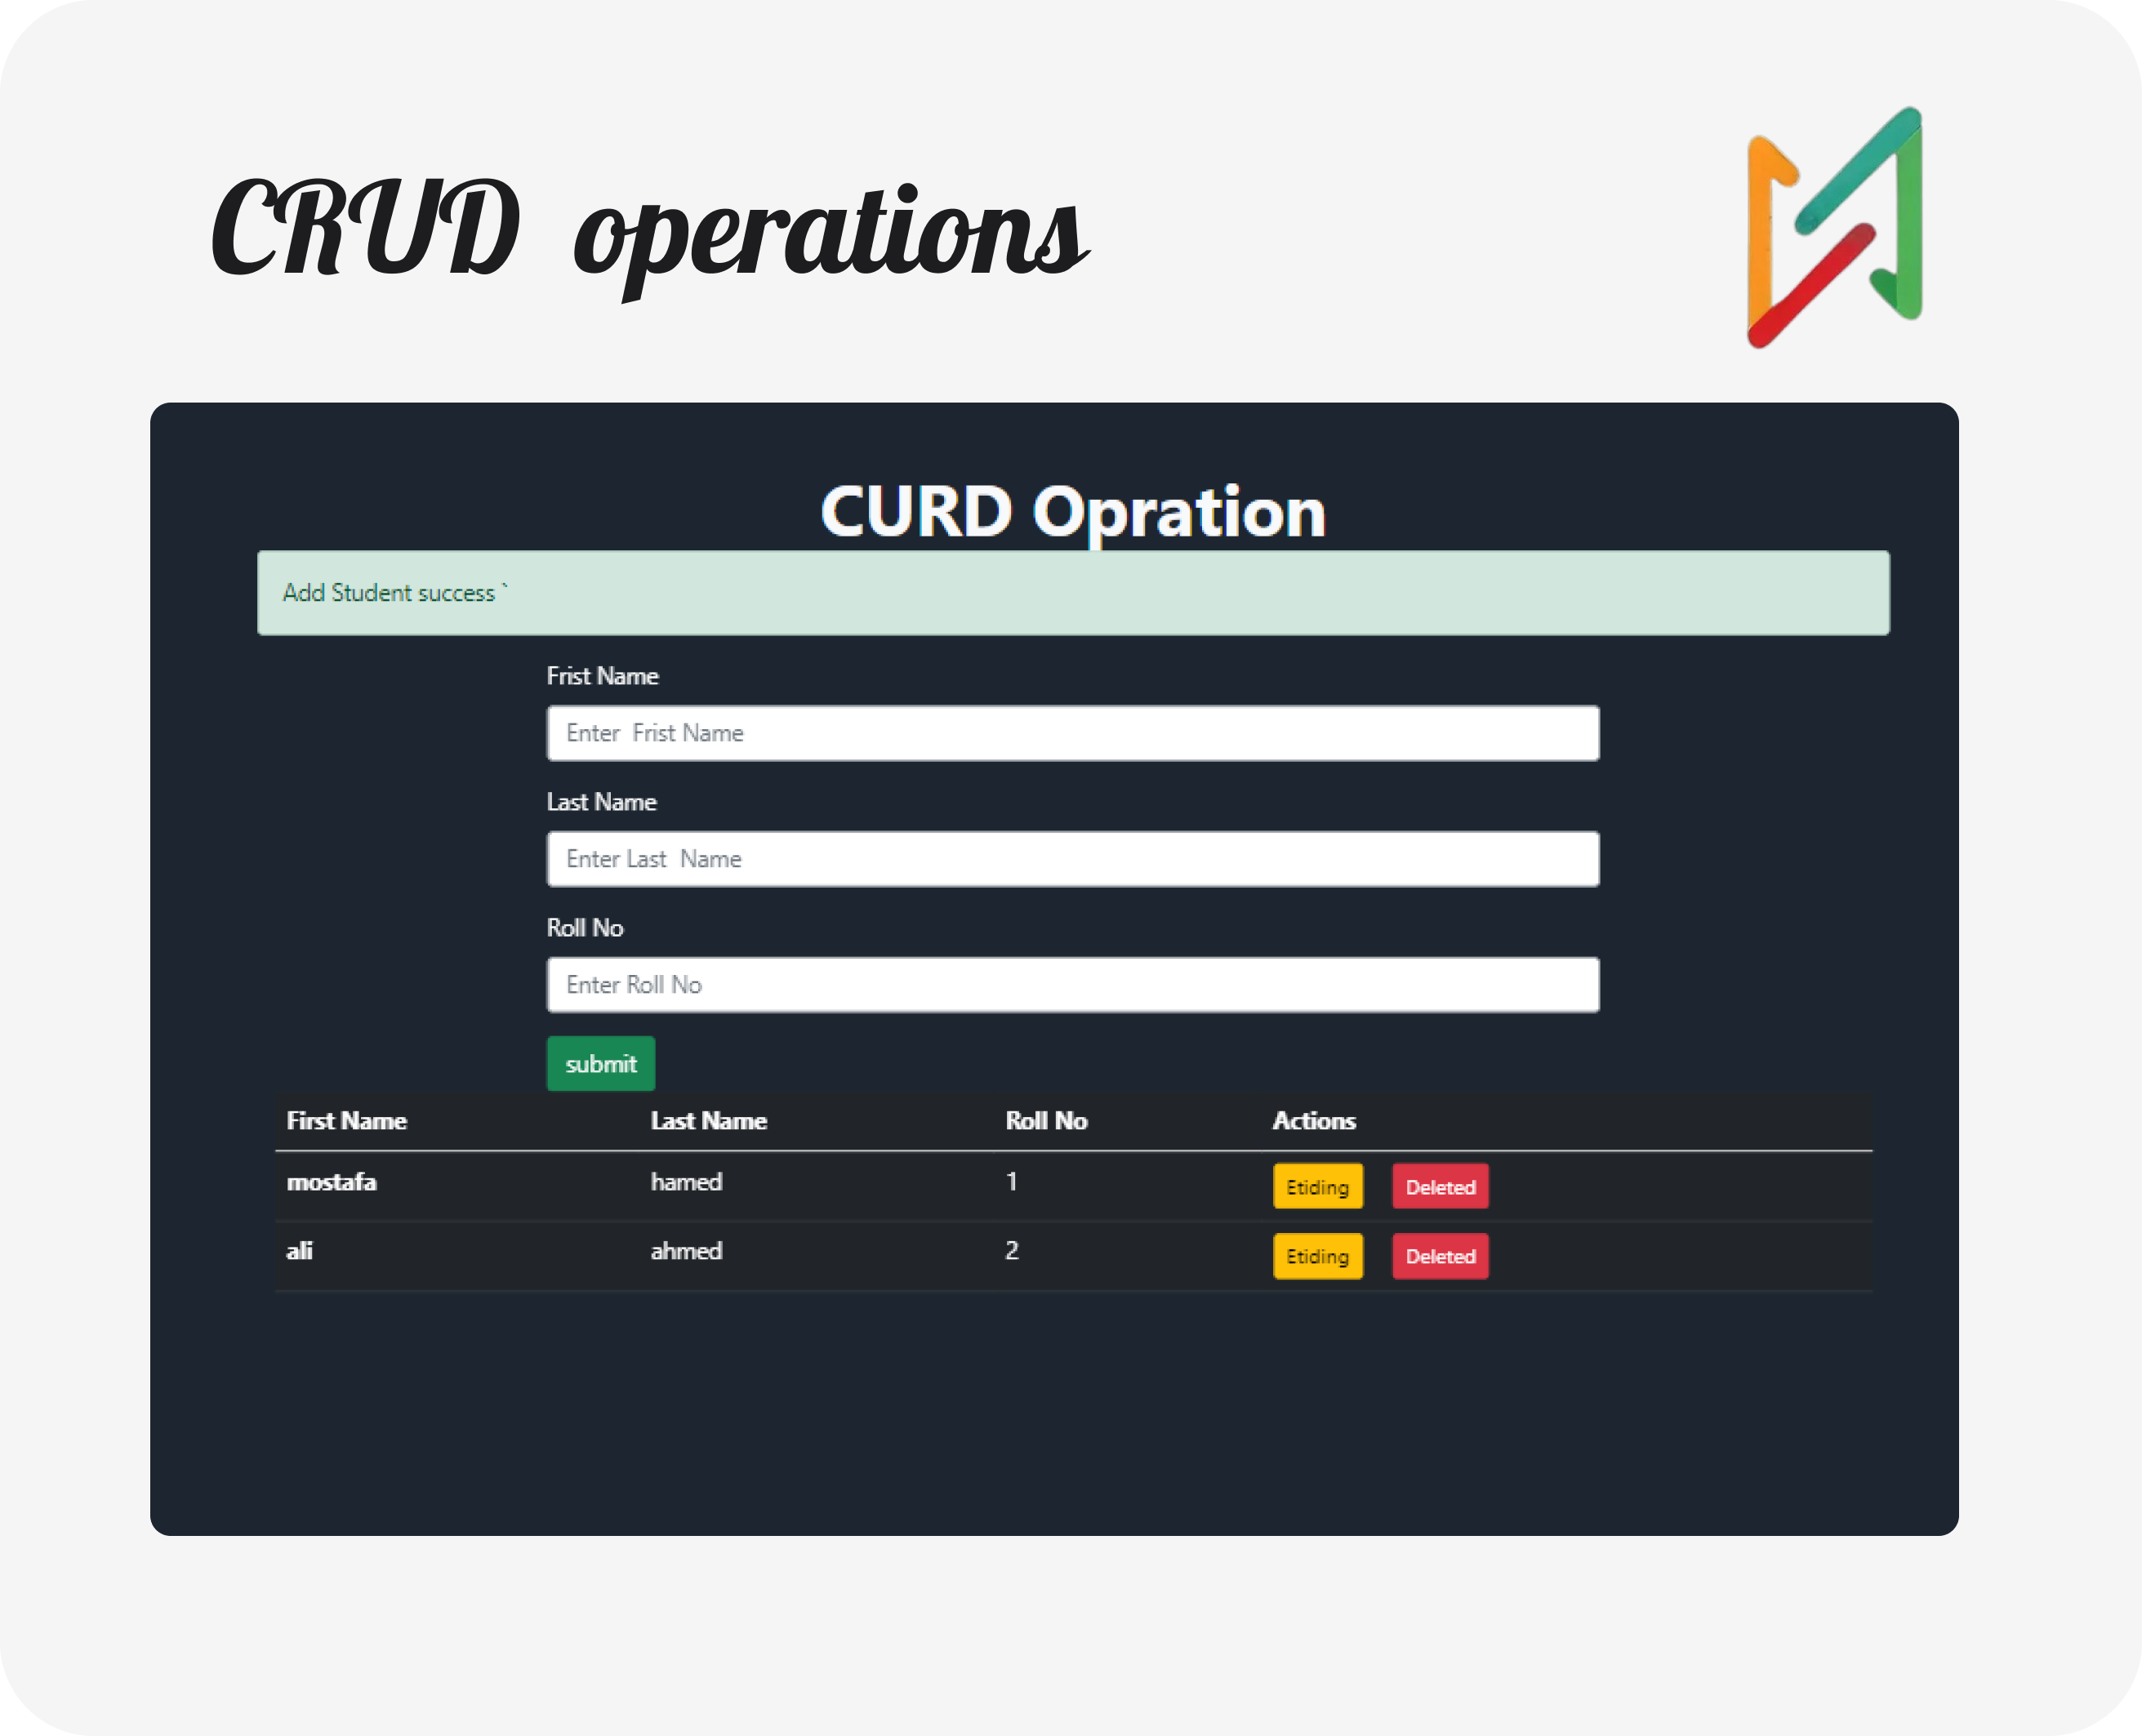 CRUD operations
CURD Opration
Add Student success `
Frist Name
Enter  Frist Name
Last Name
Enter Last  Name
Roll No
Enter Roll No
submit
First Name Last Name Roll No Actions
mostafa hamed 1 Etiding Deleted
ali ahmed 2 Etiding Deleted